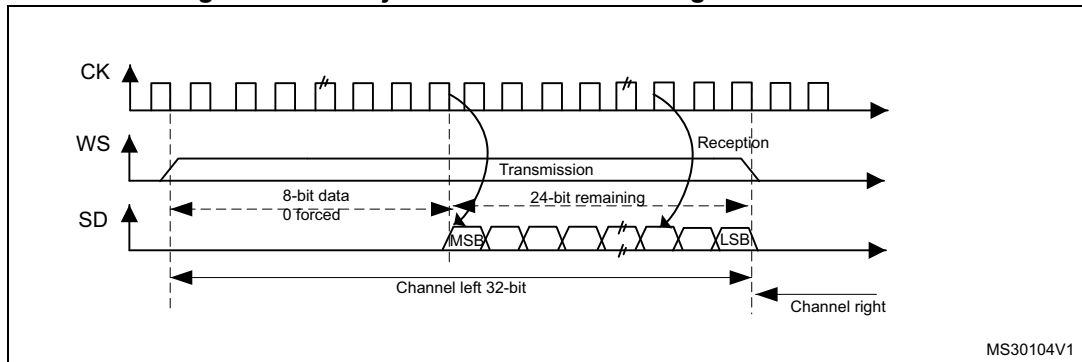 CK
WS
Reception
Transmission
8-bit data
0 forced
24-bit remaining
SD
MSB
LSB
Channel left 32-bit
Channel right
MS30104V1